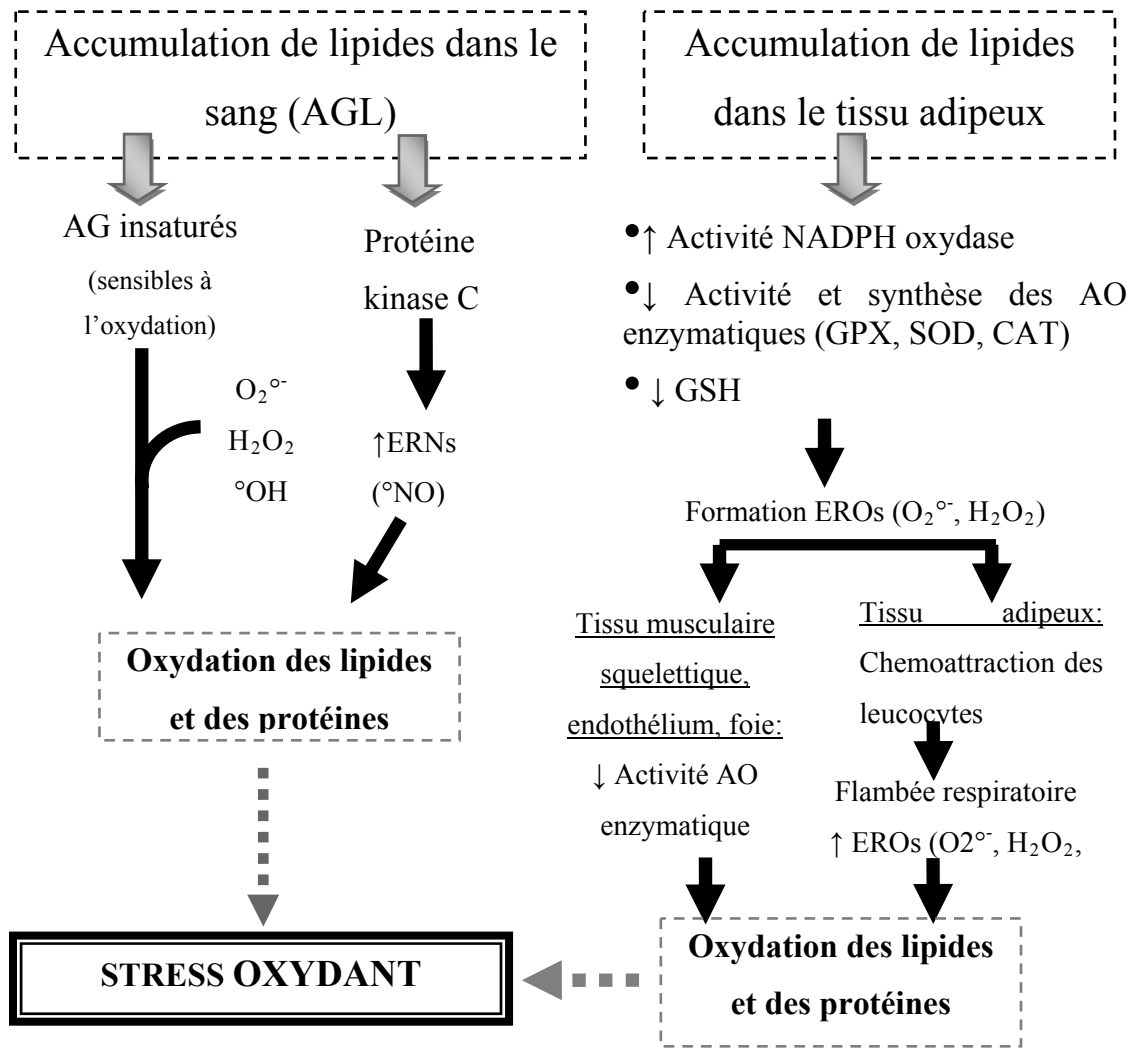 Accumulation de lipides dans le
sang (AGL)
AG insaturés
(sensibles à
l’oxydation)
O₂°⁻
H₂O₂
°OH
Protéine
kinase C
↑ERNs
(°NO)
Oxydation des lipides
et des protéines
Accumulation de lipides
dans le tissu adipeux
•↑ Activité NADPH oxydase
•↓ Activité et synthèse des AO
enzymatiques (GPX, SOD, CAT)
• ↓ GSH
Formation EROs (O₂°⁻, H₂O₂)
Tissu musculaire
squelettique,
endothélium, foie:
↓ Activité AO
enzymatique
Tissu adipeux:
Chemoattraction des
leucocytes
Flambée respiratoire
↑ EROs (O2°⁻, H₂O₂,
Oxydation des lipides
et des protéines
STRESS OXYDANT